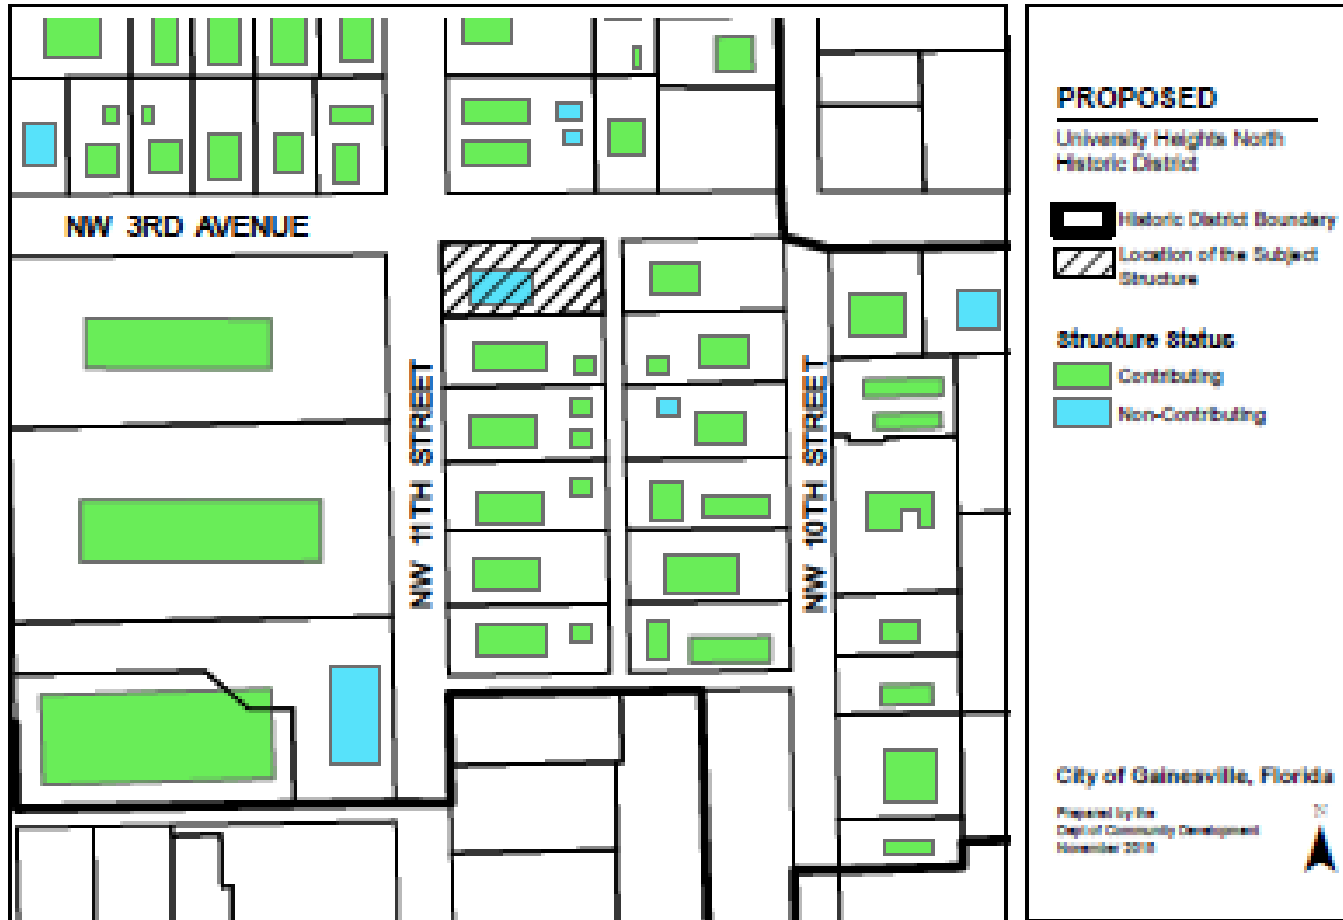 NW 3RD AVENUE
NW 11TH STREET
NW 10TH STREET
PROPOSED
University Heights North
Historic District
Historic District Boundary
Location of the Subject
Structure
Structure Status
Contributing
Non-Contributing
City of Gainesville, Florida
Prepared by the
Dept of Community Development
November